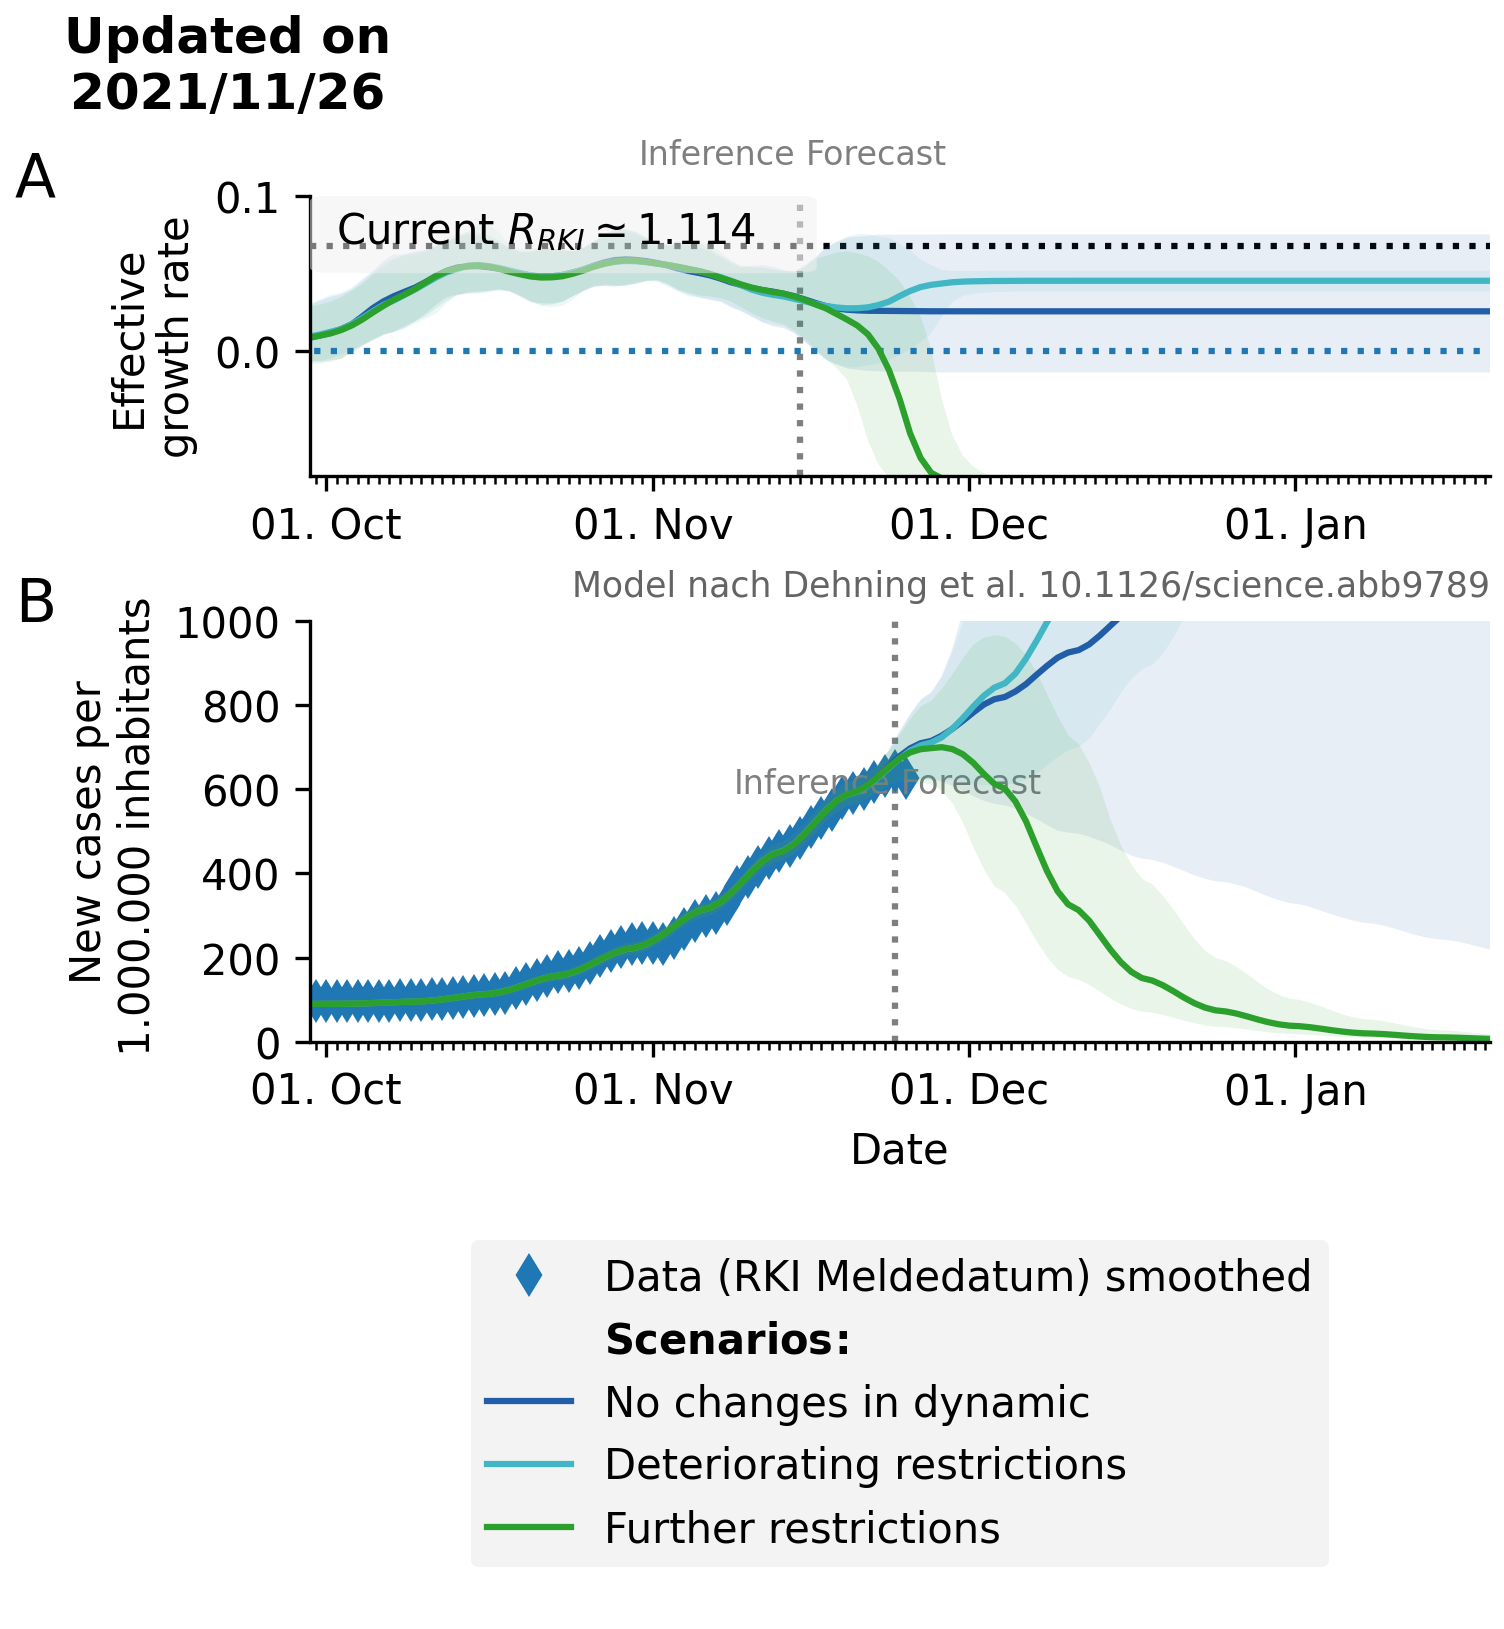 Updated on
2021/11/26
A
Inference Forecast
Effective
growth rate
0.1
0.0
Current R_RKI ≃ 1.114
01. Oct
01. Nov
01. Dec
01. Jan
B
Model nach Dehning et al. 10.1126/science.abb9789
New cases per
1.000.000 inhabitants
1000
800
600
400
200
0
Inference Forecast
01. Oct
01. Nov
01. Dec
01. Jan
Date
Data (RKI Meldedatum) smoothed
Scenarios:
No changes in dynamic
Deteriorating restrictions
Further restrictions